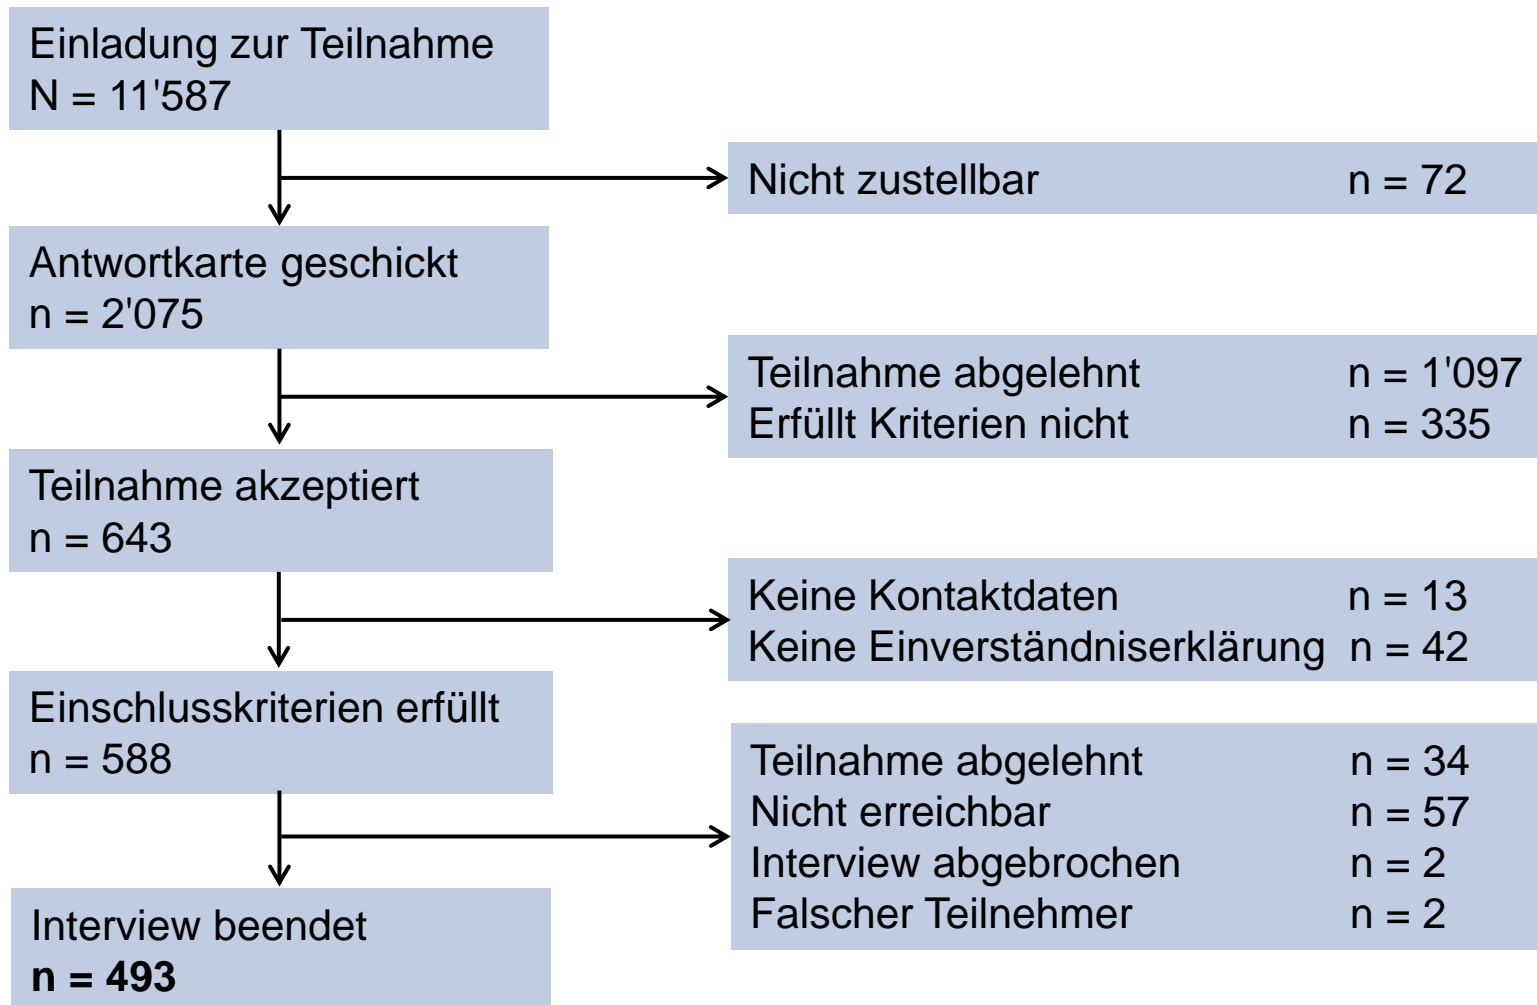 Einladung zur Teilnahme
N = 11'587
Nicht zustellbar n = 72
Antwortkarte geschickt
n = 2'075
Teilnahme abgelehnt n = 1'097
Erfüllt Kriterien nicht n = 335
Teilnahme akzeptiert
n = 643
Keine Kontaktdaten n = 13
Keine Einverständniserklärung n = 42
Einschlusskriterien erfüllt
n = 588
Teilnahme abgelehnt n = 34
Nicht erreichbar n = 57
Interview abgebrochen n = 2
Falscher Teilnehmer n = 2
Interview beendet
n = 493